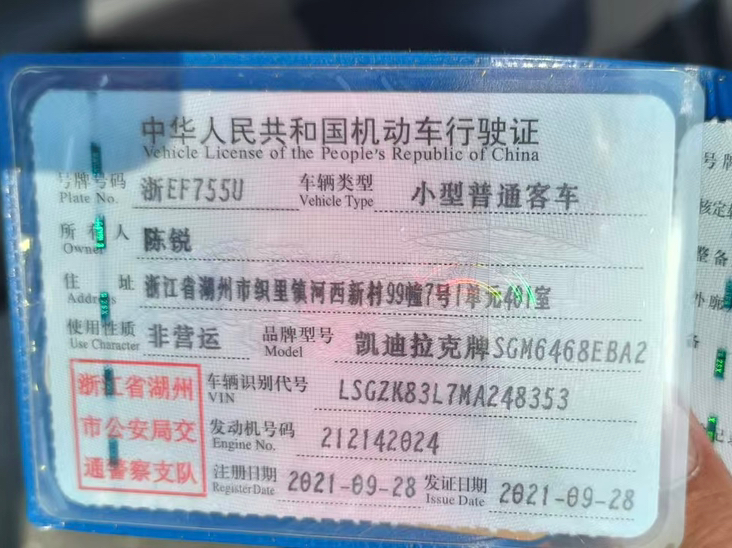 中华人民共和国机动车行驶证
Vehicle License of the People's Republic of China
号牌号码 浙EF755U 车辆类型 小型普通客车
Plate No. Vehicle Type
所有人 陈锐
Owner
住址 浙江省湖州市织里镇河西新村99幢7号1单元401室
Address
使用性质 非营运 品牌型号 凯迪拉克牌SGM6468EBA2
Use Character Model
浙江省湖州
市公安局交
通警察支队
车辆识别代号 LSGZK83L7MA248353
VIN
发动机号码 212142024
Engine No.
注册日期 2021-09-28 发证日期 2021-09-28
Register Date Issue Date
号牌
核定
整备